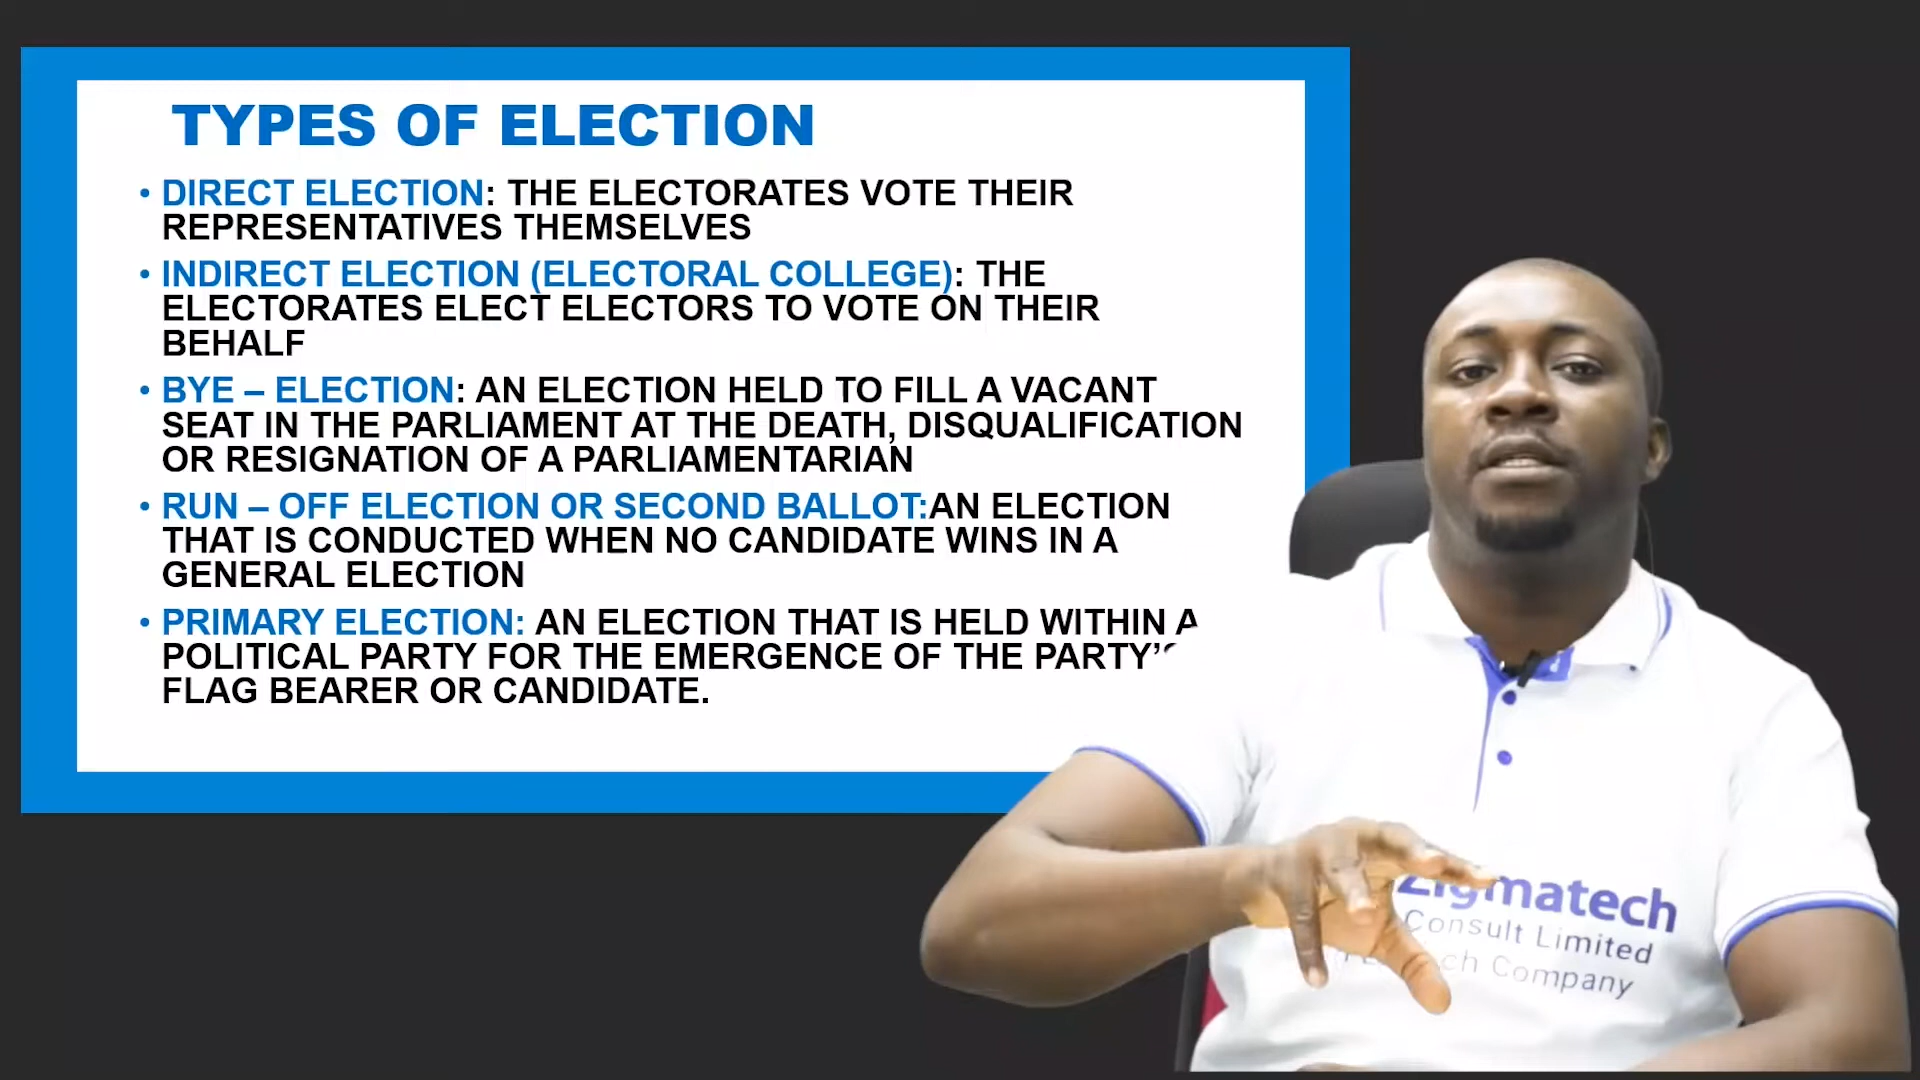 TYPES OF ELECTION
• DIRECT ELECTION: THE ELECTORATES VOTE THEIR
REPRESENTATIVES THEMSELVES
• INDIRECT ELECTION (ELECTORAL COLLEGE): THE
ELECTORATES ELECT ELECTORS TO VOTE ON THEIR
BEHALF
• BYE – ELECTION: AN ELECTION HELD TO FILL A VACANT
SEAT IN THE PARLIAMENT AT THE DEATH, DISQUALIFICATION
OR RESIGNATION OF A PARLIAMENTARIAN
• RUN – OFF ELECTION OR SECOND BALLOT:AN ELECTION
THAT IS CONDUCTED WHEN NO CANDIDATE WINS IN A
GENERAL ELECTION
• PRIMARY ELECTION: AN ELECTION THAT IS HELD WITHIN A
POLITICAL PARTY FOR THE EMERGENCE OF THE PARTY’S
FLAG BEARER OR CANDIDATE.
Zigmatech
Consult Limited
Company